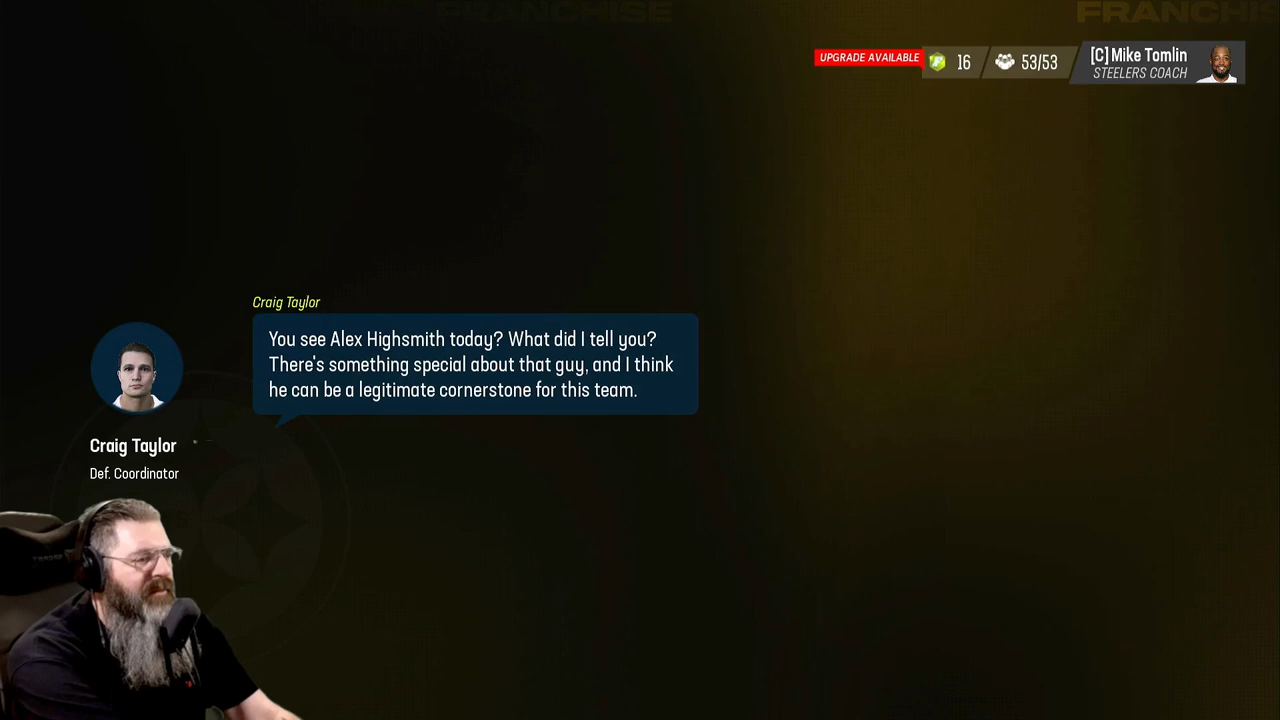 FRANCHISE
FRANCHIS
UPGRADE AVAILABLE
16
53/53
[C] Mike Tomlin
STEELERS COACH
Craig Taylor
You see Alex Highsmith today? What did I tell you?
There's something special about that guy, and I think
he can be a legitimate cornerstone for this team.
Craig Taylor
Def. Coordinator